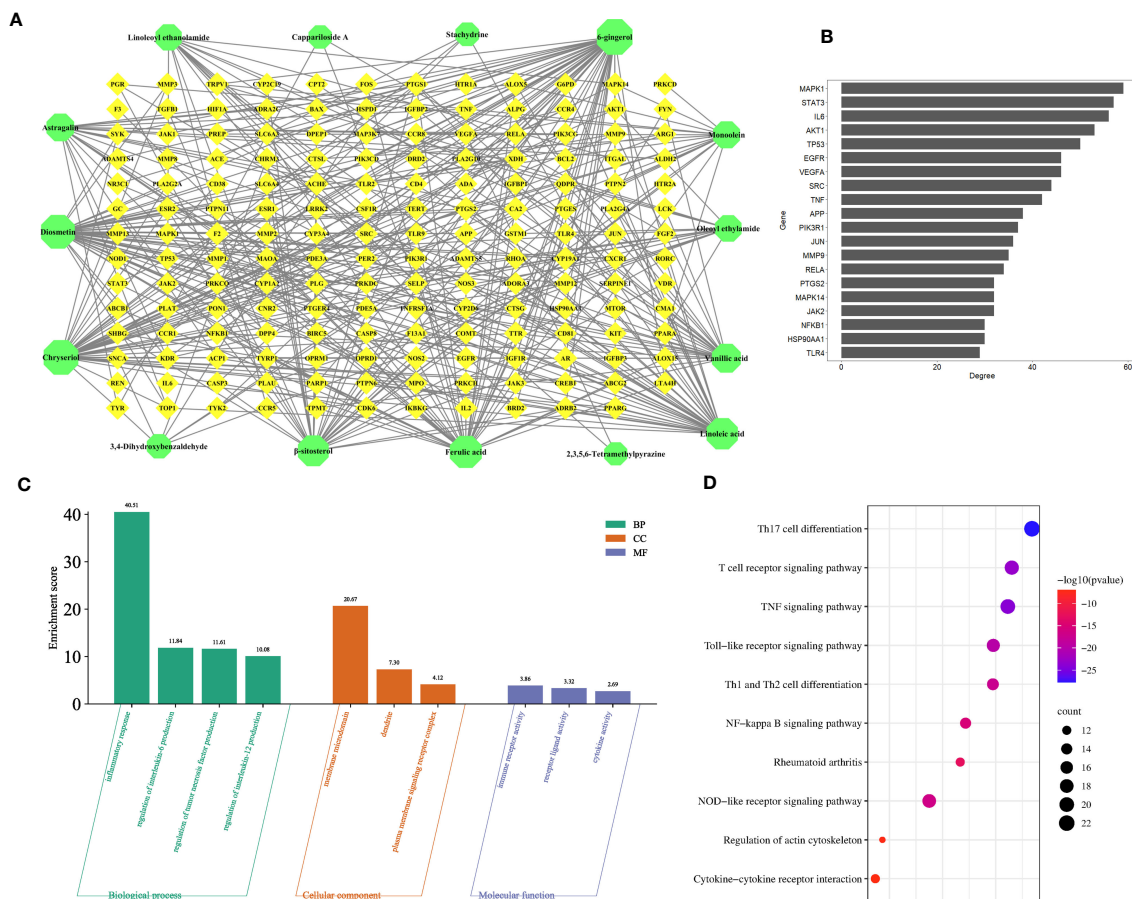 A
Linoleoyl ethanolamide
Cappariloside A
Stachydrine
6-gingerol
PGR MMP3 TRPV1 CYP2C19 CPT2 FOS PTGS1 HTR1A ALOX5 G6PD MAPK14 PRKCD
F3 TGFB1 HIF1A ADRA2C BAX HSPD1 IGFBP2 TNF ALPG CCR4 AKT1 FYN
Astragalin
Monoolein
SYK JAK1 PREP SLC6A3 DPEP1 MAP3K7 CCR8 VEGFA RELA PIK3CG MMP9 ARG1
ADAMTS4 MMP8 ACE CHRM3 CTSL PIK3CD DRD2 PLA2G10 XDH BCL2 ITGAL ALDH2
NR3C1 PLA2G2A CD38 SLC6A4 ACHE TLR2 CD4 ADA IGFBP1 QDPR PTPN2 HTR2A
GC ESR2 PTPN11 ESR1 LRRK2 CSF1R TERT PTGS2 CA2 PTGES PLA2G4A LCK
Diosmetin
Oleoyl ethylamide
MMP13 MAPK1 F2 MMP2 CYP3A4 SRC TLR9 APP GSTM1 TLR4 JUN FGF2
NOD1 TP53 MMP1 MAOA PDE3A PER2 PIK3R1 ADAMTS5 RHOA CYP19A1 CXCR1 RORC
STAT3 JAK2 PRKCQ CYP1A2 PLG PRKDC SELP NOS3 ADORA3 MMP12 SERPINE1 VDR
ABCB1 PLAT PON1 CNR2 PTGER4 PDE5A TNFRSF1A CYP2D6 CTSG HSP90AA1 MTOR CMA1
SHBG CCR1 NFKB1 DPP4 BIRC5 CASP8 F13A1 COMT TTR CD81 KIT PPARA
Chryseriol
Vanillic acid
SNCA KDR ACP1 TYRP1 OPRM1 OPRD1 NOS2 EGFR IGF1R AR IGFBP3 ALOX15
REN IL6 CASP3 PLAU PARP1 PTPN6 MPO PRKCH JAK3 CREB1 ABCG2 LTA4H
TYR TOP1 TYK2 CCR5 TPMT CDK6 IKBKG IL2 BRD2 ADRB2 PPARG
Linoleic acid
3,4-Dihydroxybenzaldehyde
β-sitosterol
Ferulic acid
2,3,5,6-Tetramethylpyrazine
B
Gene
MAPK1
STAT3
IL6
AKT1
TP53
EGFR
VEGFA
SRC
TNF
APP
PIK3R1
JUN
MMP9
RELA
PTGS2
MAPK14
JAK2
NFKB1
HSP90AA1
TLR4
0 20 40 60
Degree
C
Enrichment score
40
30
20
10
0
40.51
11.84
11.61
10.08
20.67
7.30
4.12
3.86
3.32
2.69
BP
CC
MF
inflammatory response
regulation of interleukin-6 production
regulation of tumor necrosis factor production
regulation of interleukin-12 production
membrane microdomain
dendrite
plasma membrane signaling receptor complex
immune receptor activity
receptor ligand activity
cytokine activity
Biological process
Cellular component
Molecular function
D
Th17 cell differentiation
T cell receptor signaling pathway
TNF signaling pathway
Toll-like receptor signaling pathway
Th1 and Th2 cell differentiation
NF-kappa B signaling pathway
Rheumatoid arthritis
NOD-like receptor signaling pathway
Regulation of actin cytoskeleton
Cytokine-cytokine receptor interaction
-log10(pvalue)
-10
-15
-20
-25
count
12
14
16
18
20
22